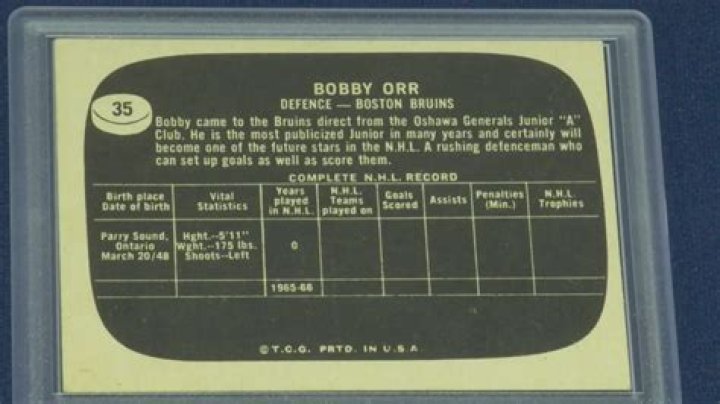 35
BOBBY ORR
DEFENCE — BOSTON BRUINS
Bobby came to the Bruins direct from the Oshawa Generals Junior "A"
Club. He is the most publicized Junior in many years and certainly will
become one of the future stars in the N.H.L. A rushing defenceman who
can set up goals as well as score them.
COMPLETE N.H.L. RECORD
Birth place
Date of birth
Vital
Statistics
Years
played
in N.H.L.
N.H.L.
Teams
played on
Goals
Scored
Assists
Penalties
(Min.)
N.H.L.
Trophies
Parry Sound,
Ontario
March 20/48
Hght.--5'11"
Wght.--175 lbs.
Shoots--Left
0
1965-66
©T.C.G. PRTD. IN U.S.A